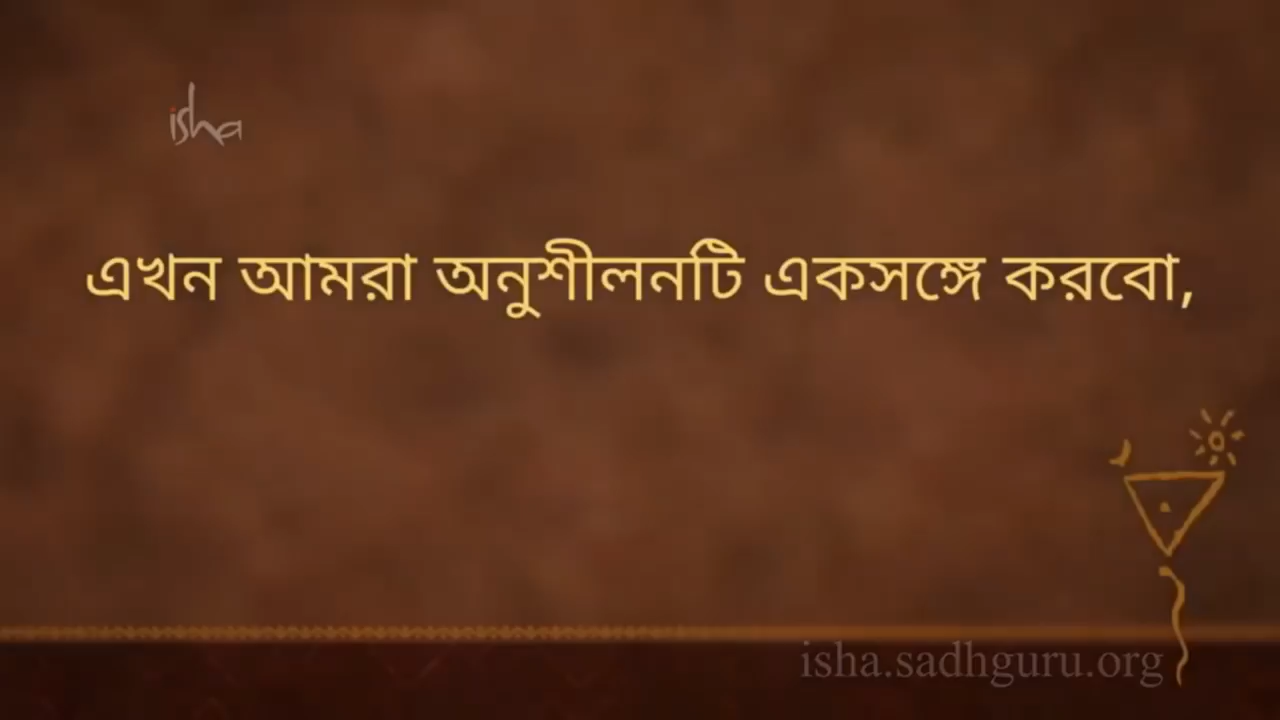 isha
এখন আমরা অনুশীলনটি একসঙ্গে করবো,
isha.sadhguru.org